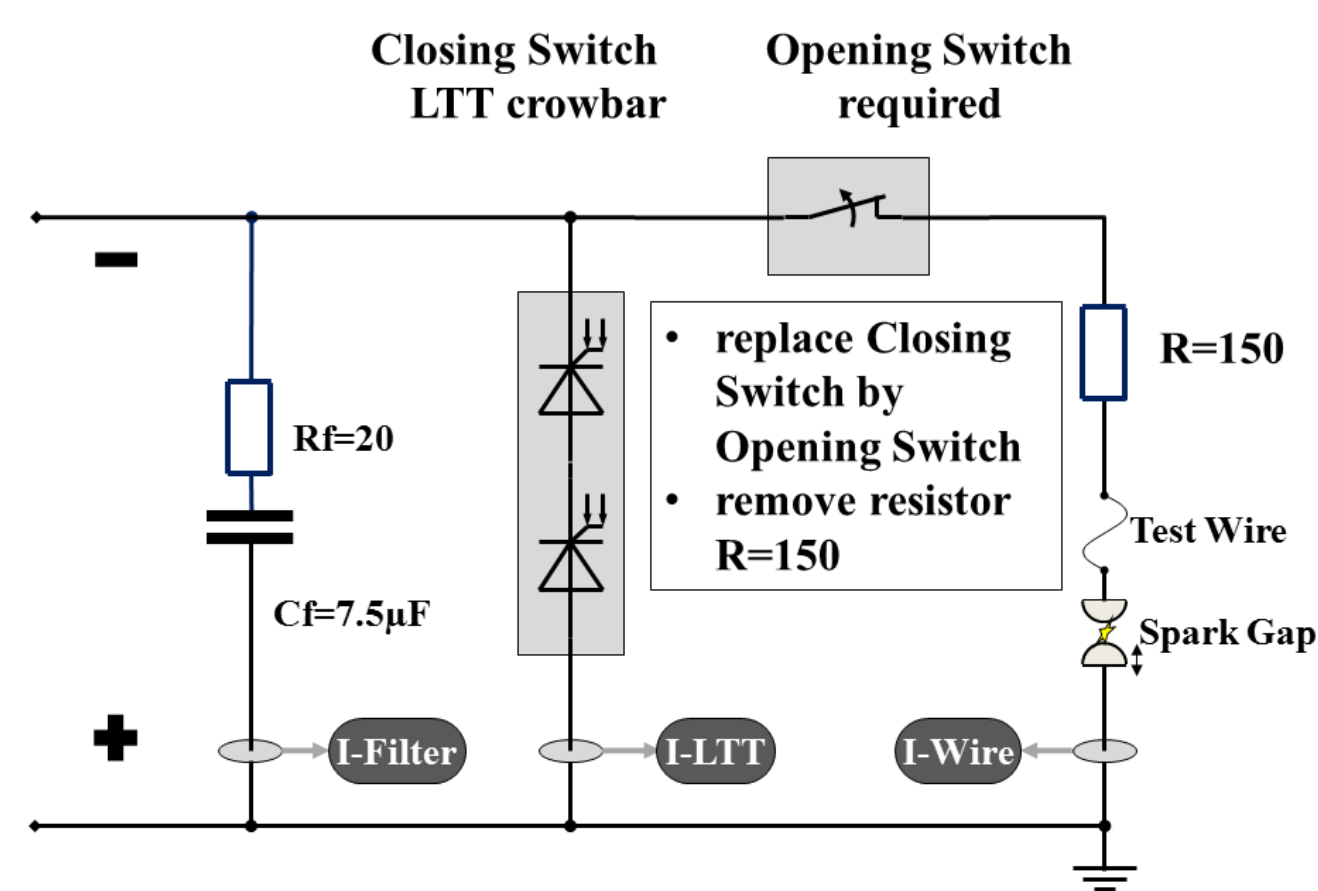 Closing Switch
LTT crowbar
Opening Switch
required
-
• replace Closing
Switch by
Opening Switch
• remove resistor
R=150
R=150
Rf=20
Test Wire
Cf=7.5µF
Spark Gap
+
I-Filter
I-LTT
I-Wire